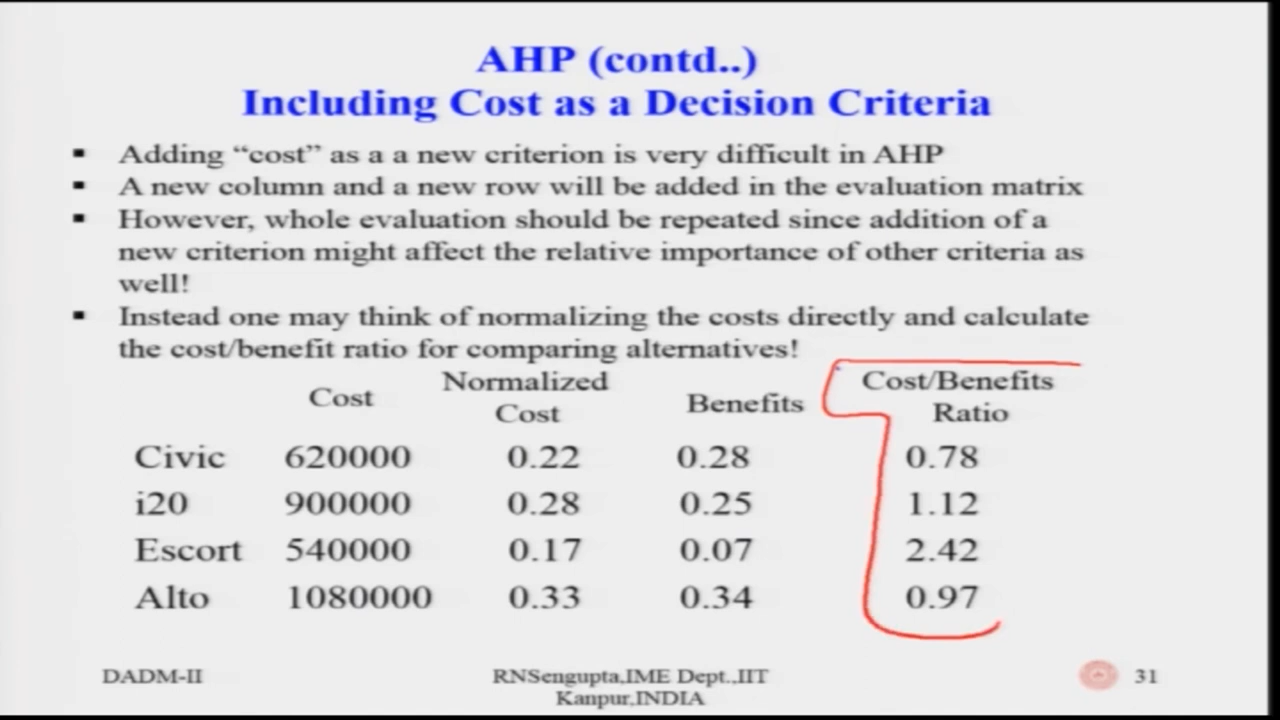 AHP (contd..)
Including Cost as a Decision Criteria
▪ Adding “cost” as a a new criterion is very difficult in AHP
▪ A new column and a new row will be added in the evaluation matrix
▪ However, whole evaluation should be repeated since addition of a
new criterion might affect the relative importance of other criteria as
well!
▪ Instead one may think of normalizing the costs directly and calculate
the cost/benefit ratio for comparing alternatives!
Cost Normalized Cost Benefits Cost/Benefits Ratio
Civic 620000 0.22 0.28 0.78
i20 900000 0.28 0.25 1.12
Escort 540000 0.17 0.07 2.42
Alto 1080000 0.33 0.34 0.97
DADM-II RNSengupta,IME Dept.,IIT 31
Kanpur,INDIA